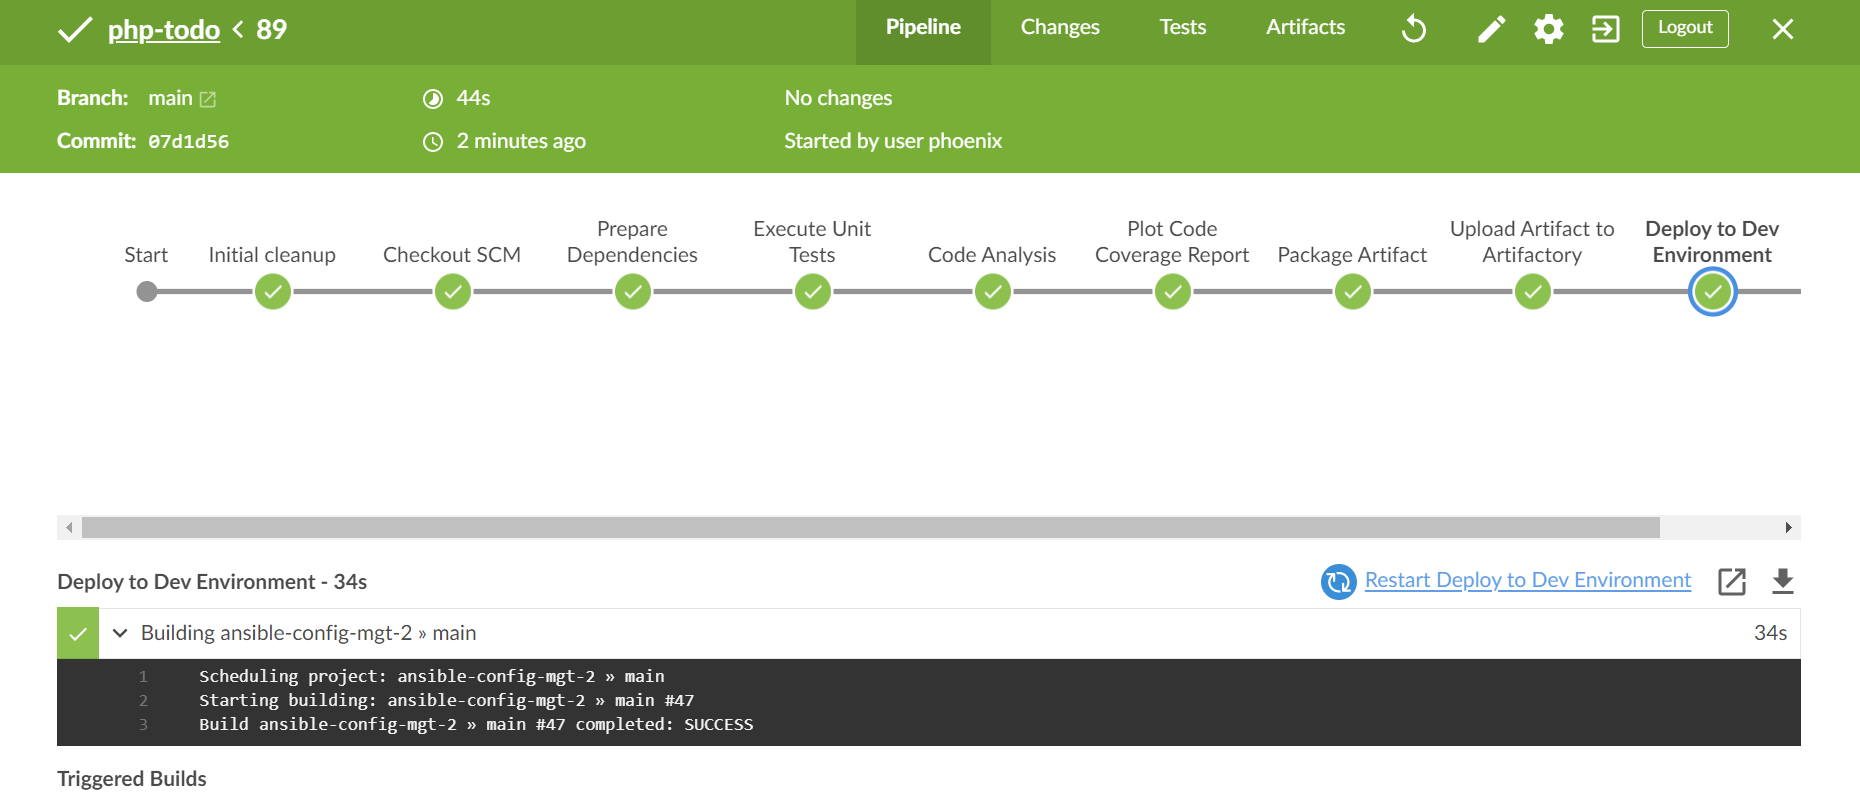 php-todo < 89
Pipeline
Changes
Tests
Artifacts
Logout
Branch: main
44s
No changes
Commit: 07d1d56
2 minutes ago
Started by user phoenix
Start
Initial cleanup
Checkout SCM
Prepare
Dependencies
Execute Unit
Tests
Code Analysis
Plot Code
Coverage Report
Package Artifact
Upload Artifact to
Artifactory
Deploy to Dev
Environment
Deploy to Dev Environment - 34s
Restart Deploy to Dev Environment
Building ansible-config-mgt-2 » main
34s
1 Scheduling project: ansible-config-mgt-2 » main
2 Starting building: ansible-config-mgt-2 » main #47
3 Build ansible-config-mgt-2 » main #47 completed: SUCCESS
Triggered Builds